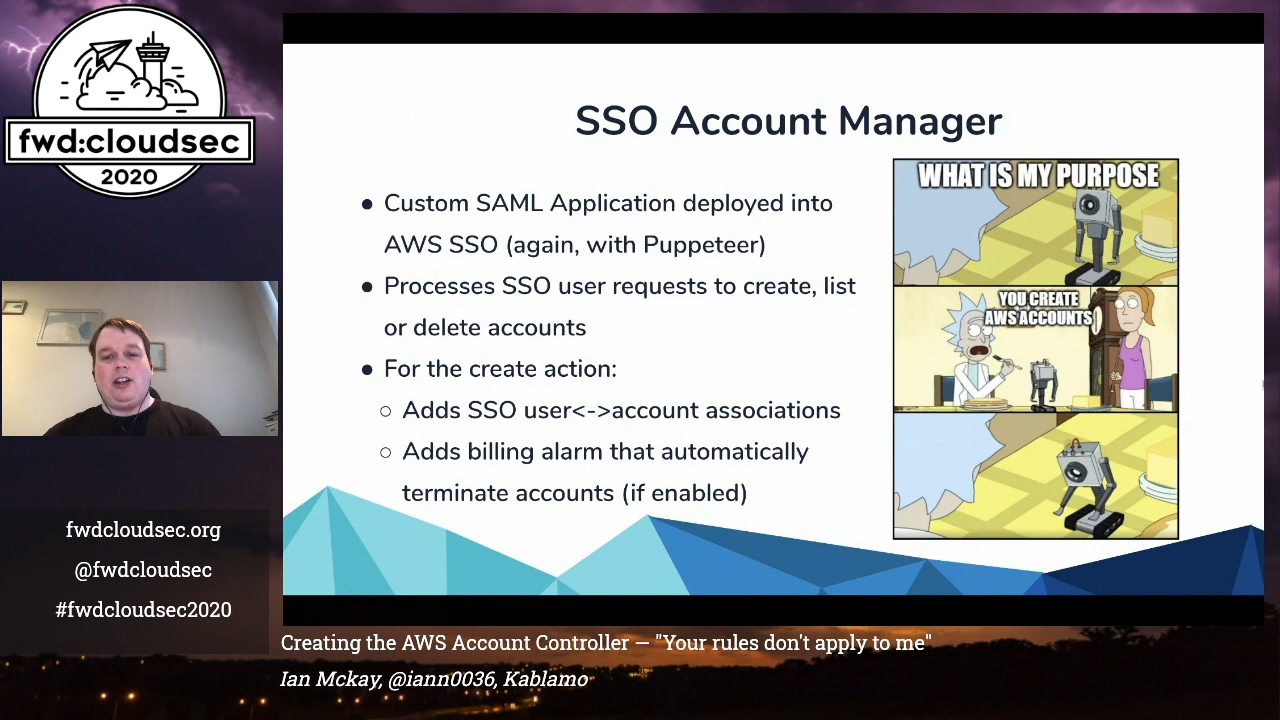 fwd:cloudsec
2020
SSO Account Manager
● Custom SAML Application deployed into
AWS SSO (again, with Puppeteer)
● Processes SSO user requests to create, list
or delete accounts
● For the create action:
○ Adds SSO user<->account associations
○ Adds billing alarm that automatically
terminate accounts (if enabled)
WHAT IS MY PURPOSE
YOU CREATE
AWS ACCOUNTS
fwdcloudsec.org
@fwdcloudsec
#fwdcloudsec2020
Creating the AWS Account Controller — "Your rules don't apply to me"
Ian Mckay, @iann0036, Kablamo